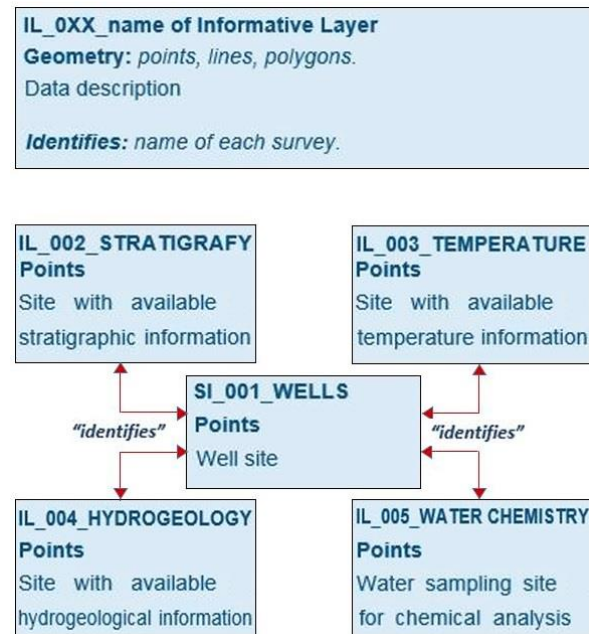 IL_0XX_name of Informative Layer
Geometry: points, lines, polygons.
Data description
Identifies: name of each survey.
IL_002_STRATIGRAFY
Points
Site with available
stratigraphic information
IL_003_TEMPERATURE
Points
Site with available
temperature information
SI_001_WELLS
Points
Well site
"identifies"
"identifies"
IL_004_HYDROGEOLOGY
Points
Site with available
hydrogeological information
IL_005_WATER CHEMISTRY
Points
Water sampling site
for chemical analysis